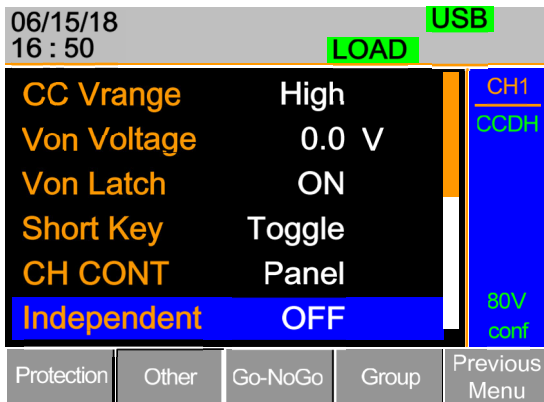 06/15/18
USB
16 : 50
LOAD
CC Vrange High
Von Voltage 0.0 V
Von Latch ON
Short Key Toggle
CH CONT Panel
Independent OFF
CH1
CCDH
80V
conf
Protection
Other
Go-NoGo
Group
Previous
Menu